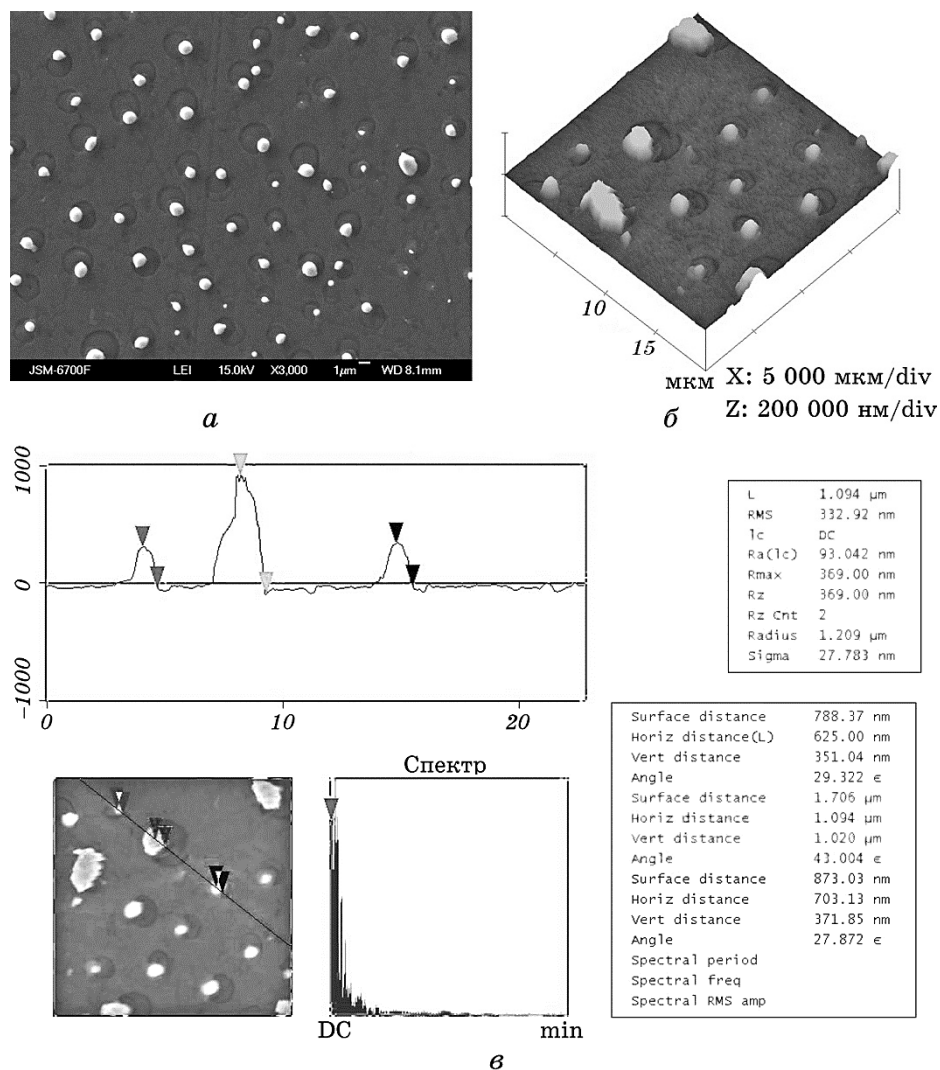 JSM-6700F LEI 15.0kV X3,000 1μm WD 8.1mm
а
10
15
мкм
X: 5 000 мкм/div
Z: 200 000 нм/div
б
1000
0
-1000
0 10 20
L 1.094 μm
RMS 332.92 nm
lc DC
Ra(lc) 93.042 nm
Rmax 369.00 nm
Rz 369.00 nm
Rz Cnt 2
Radius 1.209 μm
Sigma 27.783 nm
Surface distance 788.37 nm
Horiz distance(L) 625.00 nm
Vert distance 351.04 nm
Angle 29.322 є
Surface distance 1.706 μm
Horiz distance 1.094 μm
Vert distance 1.020 μm
Angle 43.004 є
Surface distance 873.03 nm
Horiz distance 703.13 nm
Vert distance 371.85 nm
Angle 27.872 є
Spectral period
Spectral freq
Spectral RMS amp
Спектр
DC min
в